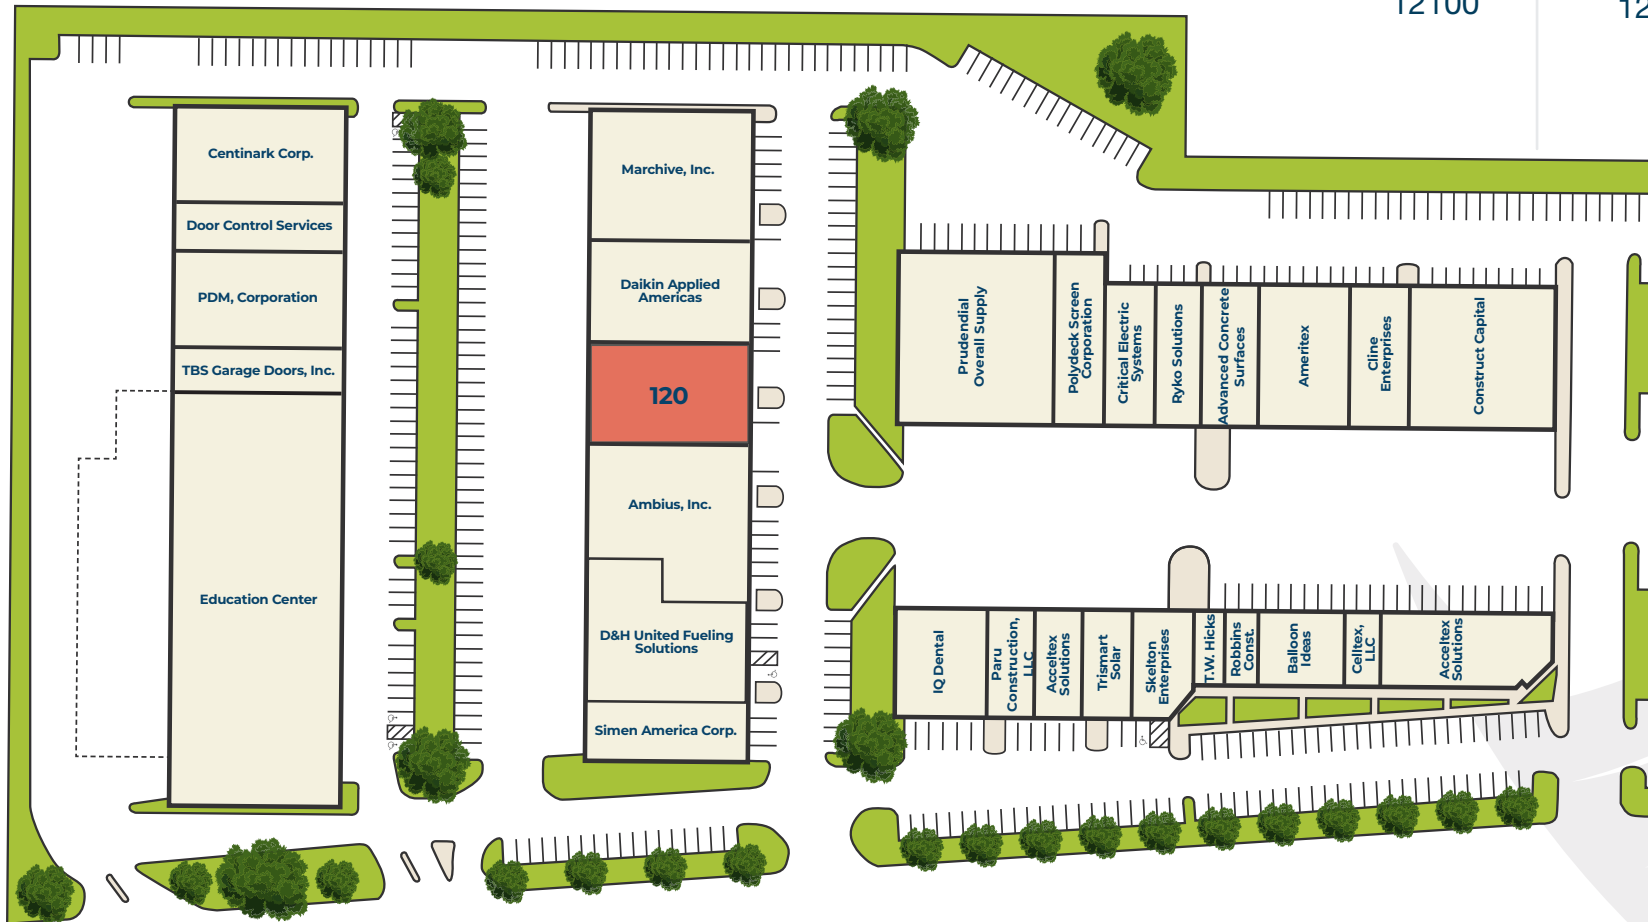 12100
Centinark Corp.
Door Control Services
PDM, Corporation
TBS Garage Doors, Inc.
Education Center
Marchive, Inc.
Daikin Applied
Americas
120
Ambius, Inc.
D&H United Fueling
Solutions
Simen America Corp.
Prudendial
Overall Supply
Polydeck Screen
Corporation
Critical Electric
Systems
Ryko Solutions
Advanced Concrete
Surfaces
Ameritex
Cline
Enterprises
Construct Capital
IQ Dental
Paru
Construction,
LLC
Acceltex
Solutions
Trismart
Solar
Skelton
Enterprises
T.W. Hicks
Robbins
Const.
Balloon
Ideas
Celltex,
LLC
Acceltex
Solutions